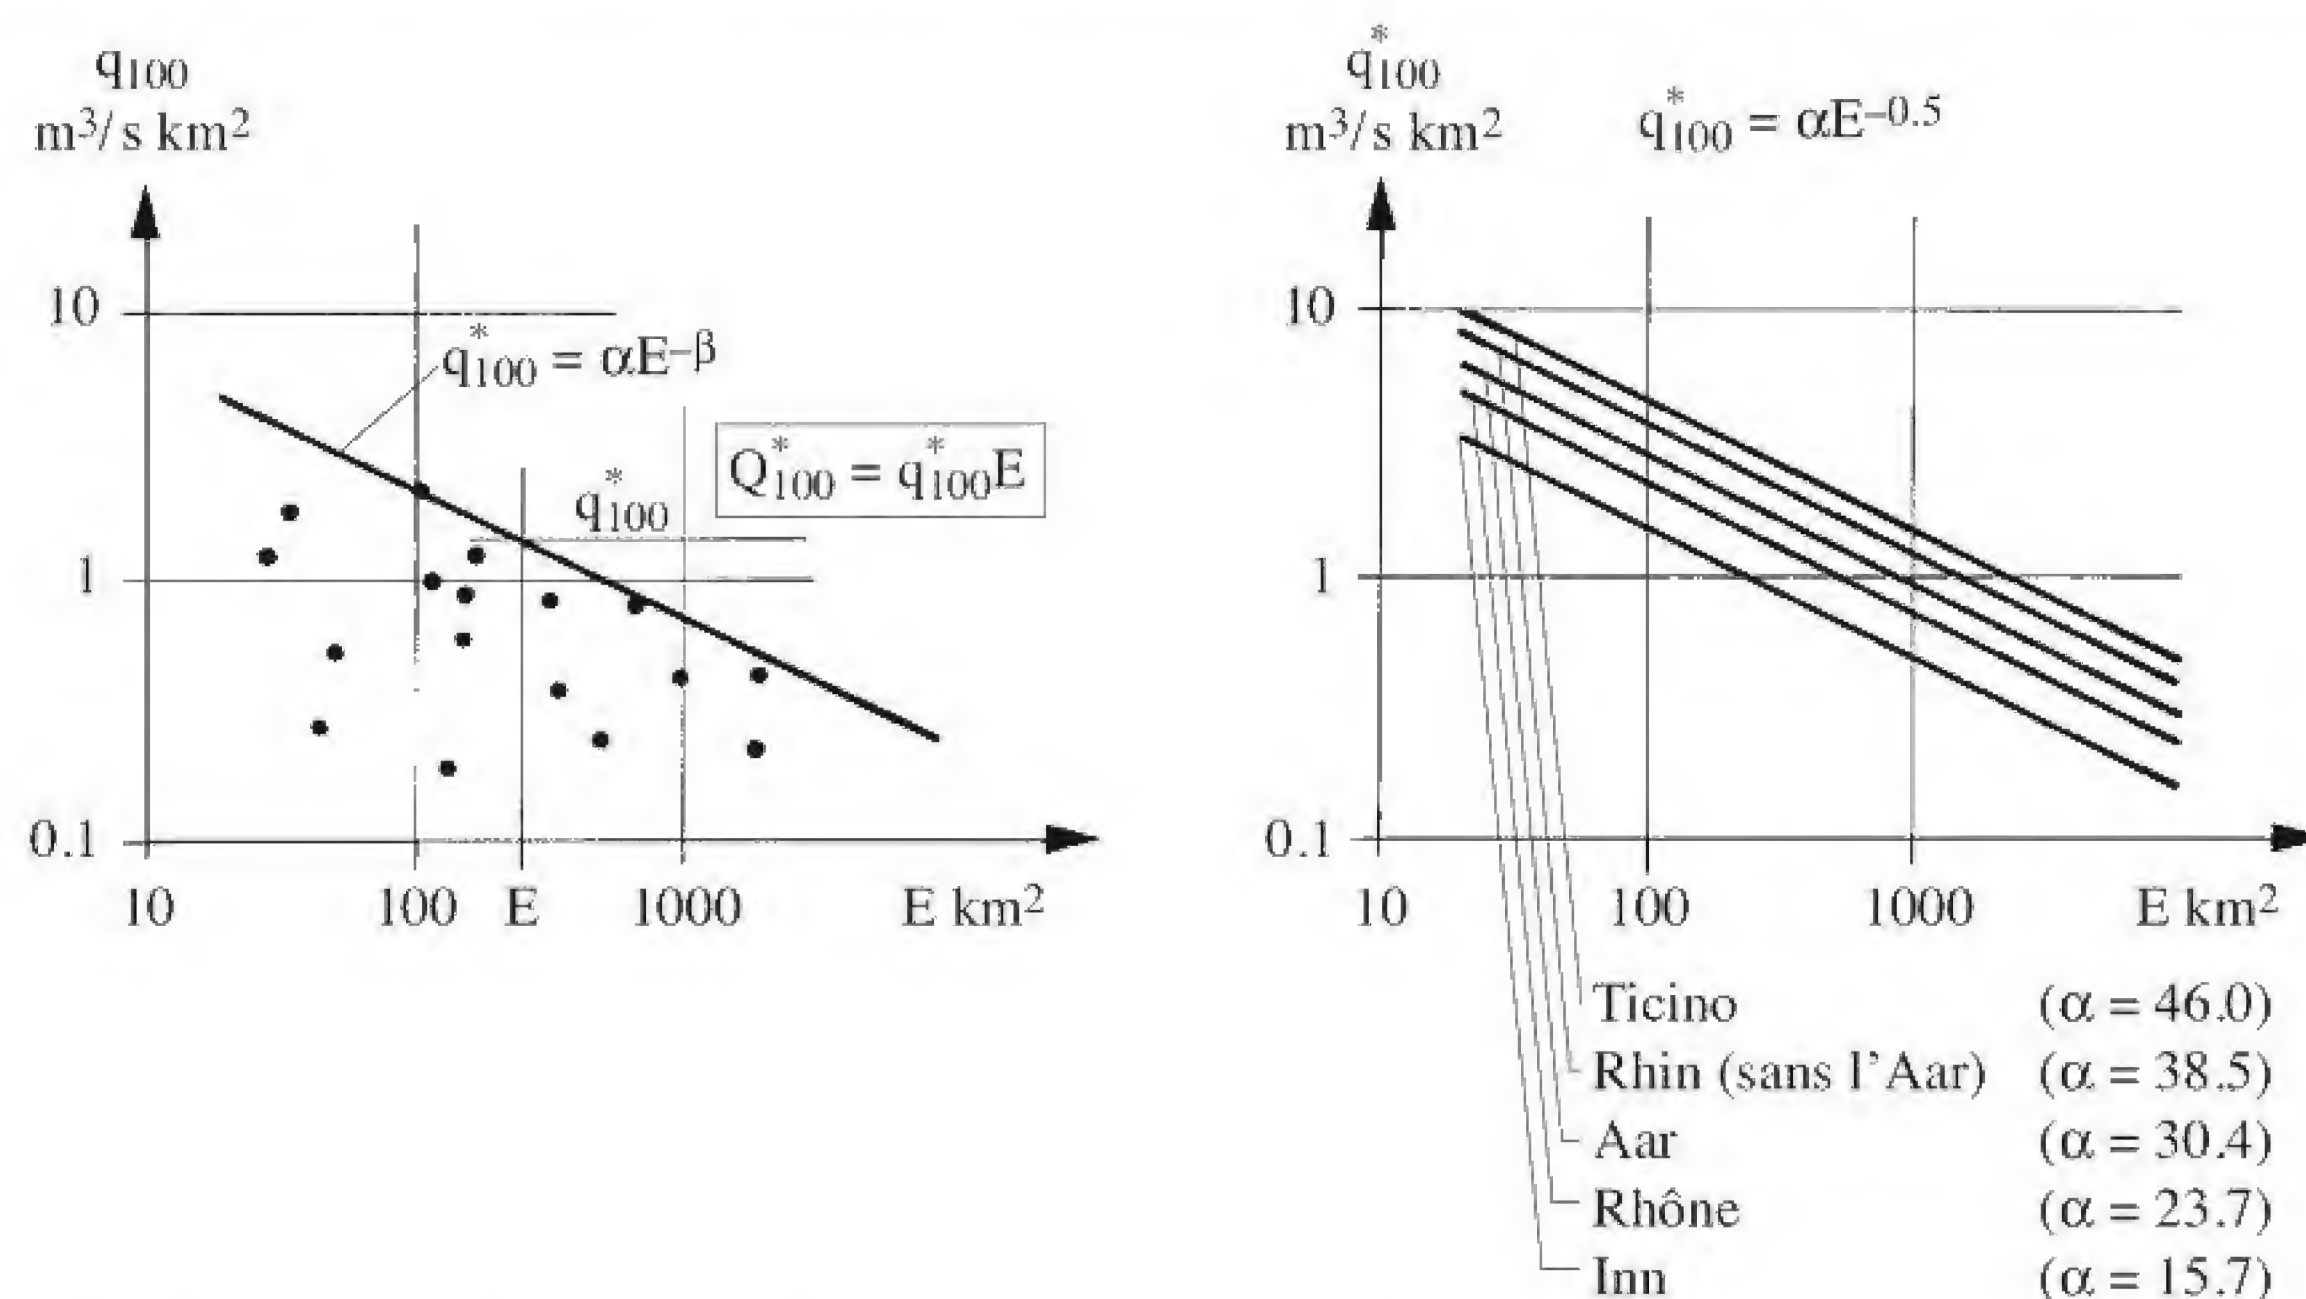 q100
m³/s km²
10
q*100 = αE–β
Q*100 = q*100E
q*100
1
0.1
10 100 E 1000 E km²
q*100
m³/s km²
q*100 = αE–0.5
10
1
0.1
10 100 1000 E km²
Ticino (α = 46.0)
Rhin (sans l’Aar) (α = 38.5)
Aar (α = 30.4)
Rhône (α = 23.7)
Inn (α = 15.7)